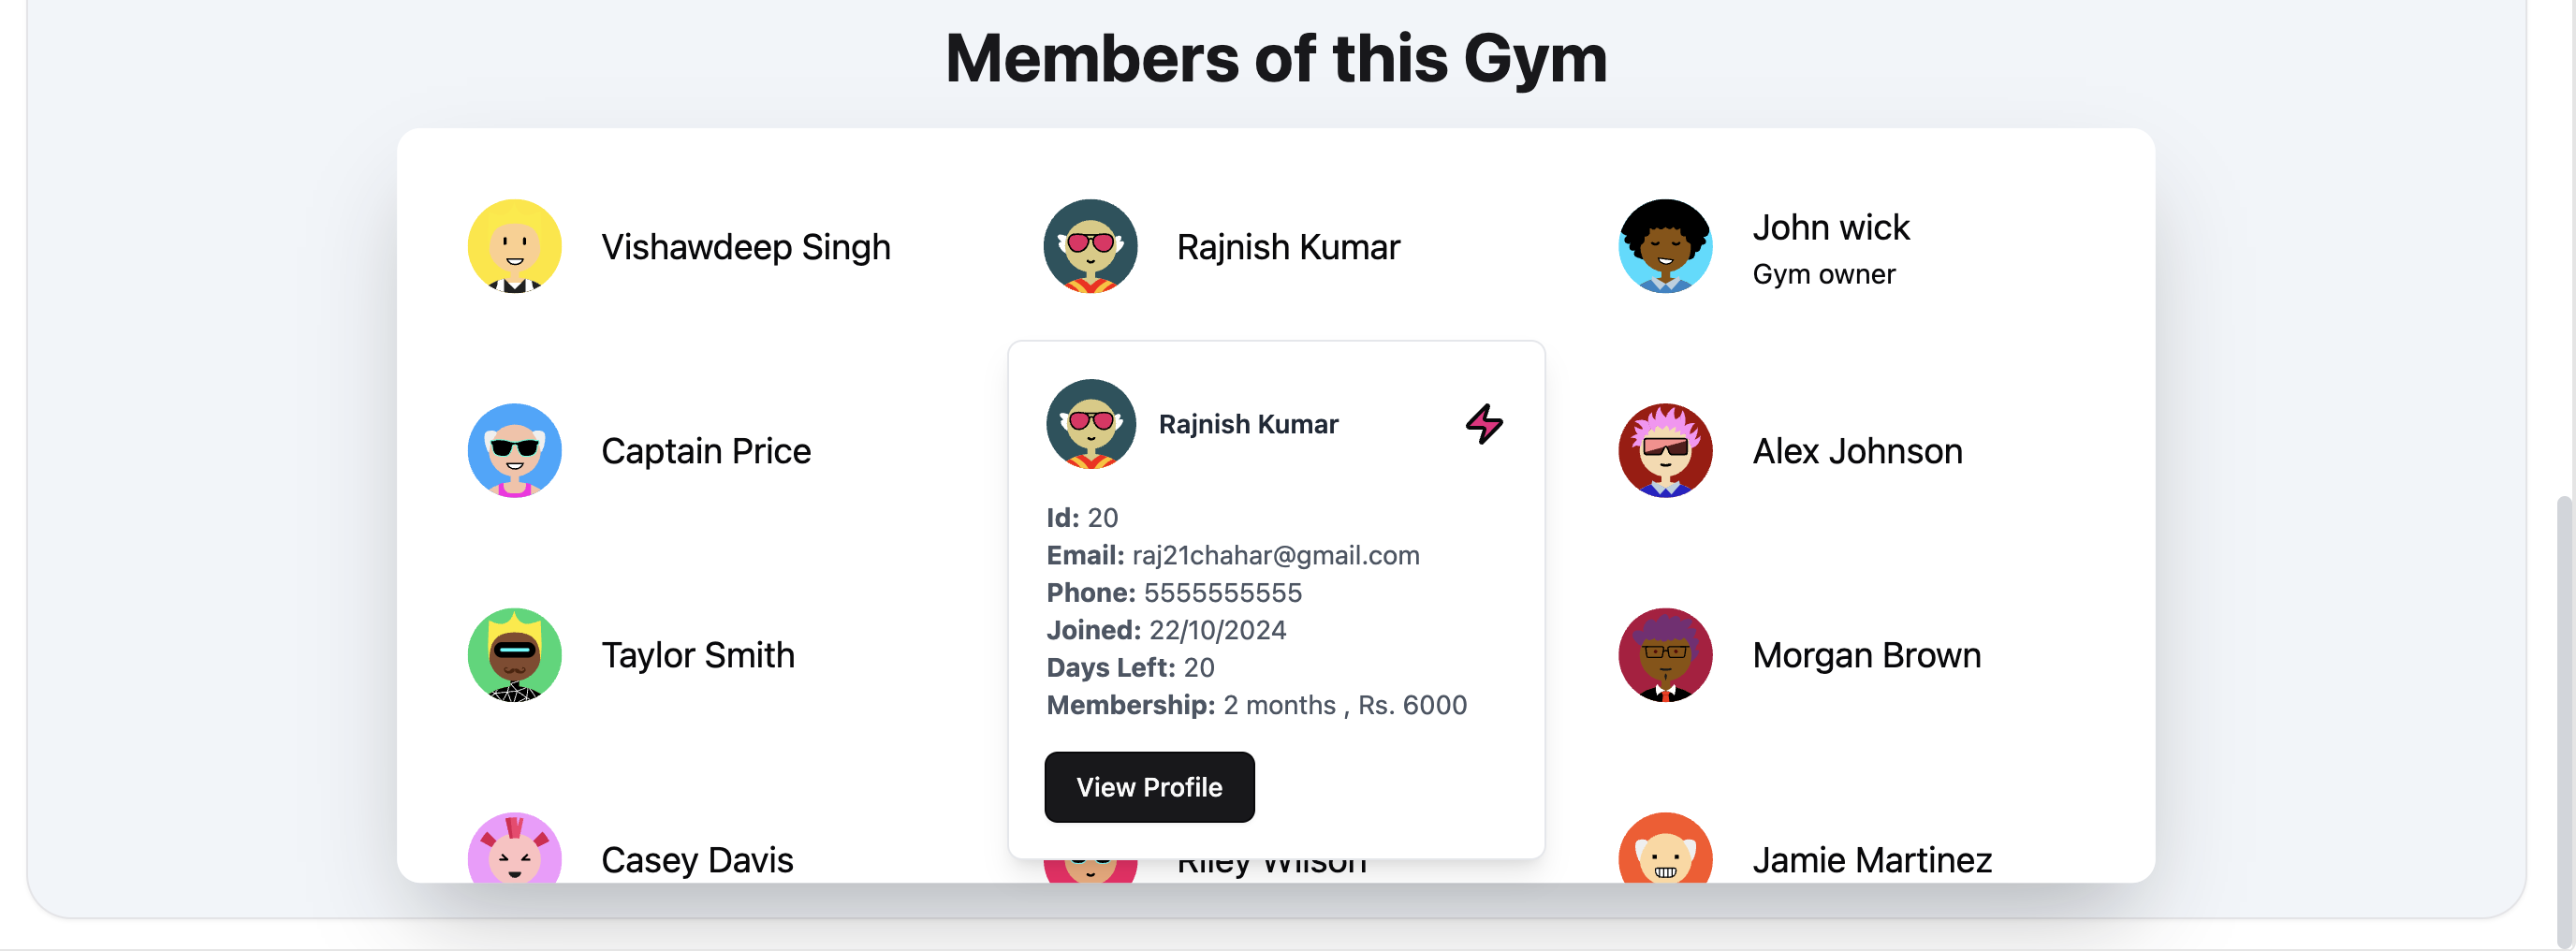 Members of this Gym
Vishawdeep Singh
Rajnish Kumar
John wick
Gym owner
Captain Price
Alex Johnson
Taylor Smith
Morgan Brown
Casey Davis
Riley Wilson
Jamie Martinez
Rajnish Kumar
Id: 20
Email: raj21chahar@gmail.com
Phone: 5555555555
Joined: 22/10/2024
Days Left: 20
Membership: 2 months , Rs. 6000
View Profile